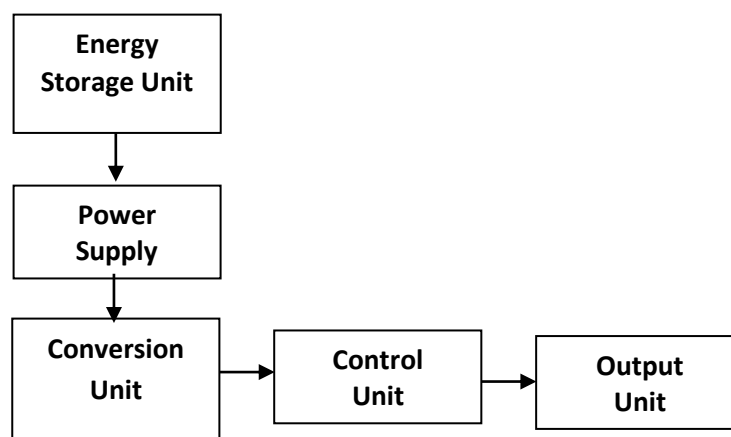 Energy
Storage Unit
Power
Supply
Conversion
Unit
Control
Unit
Output
Unit